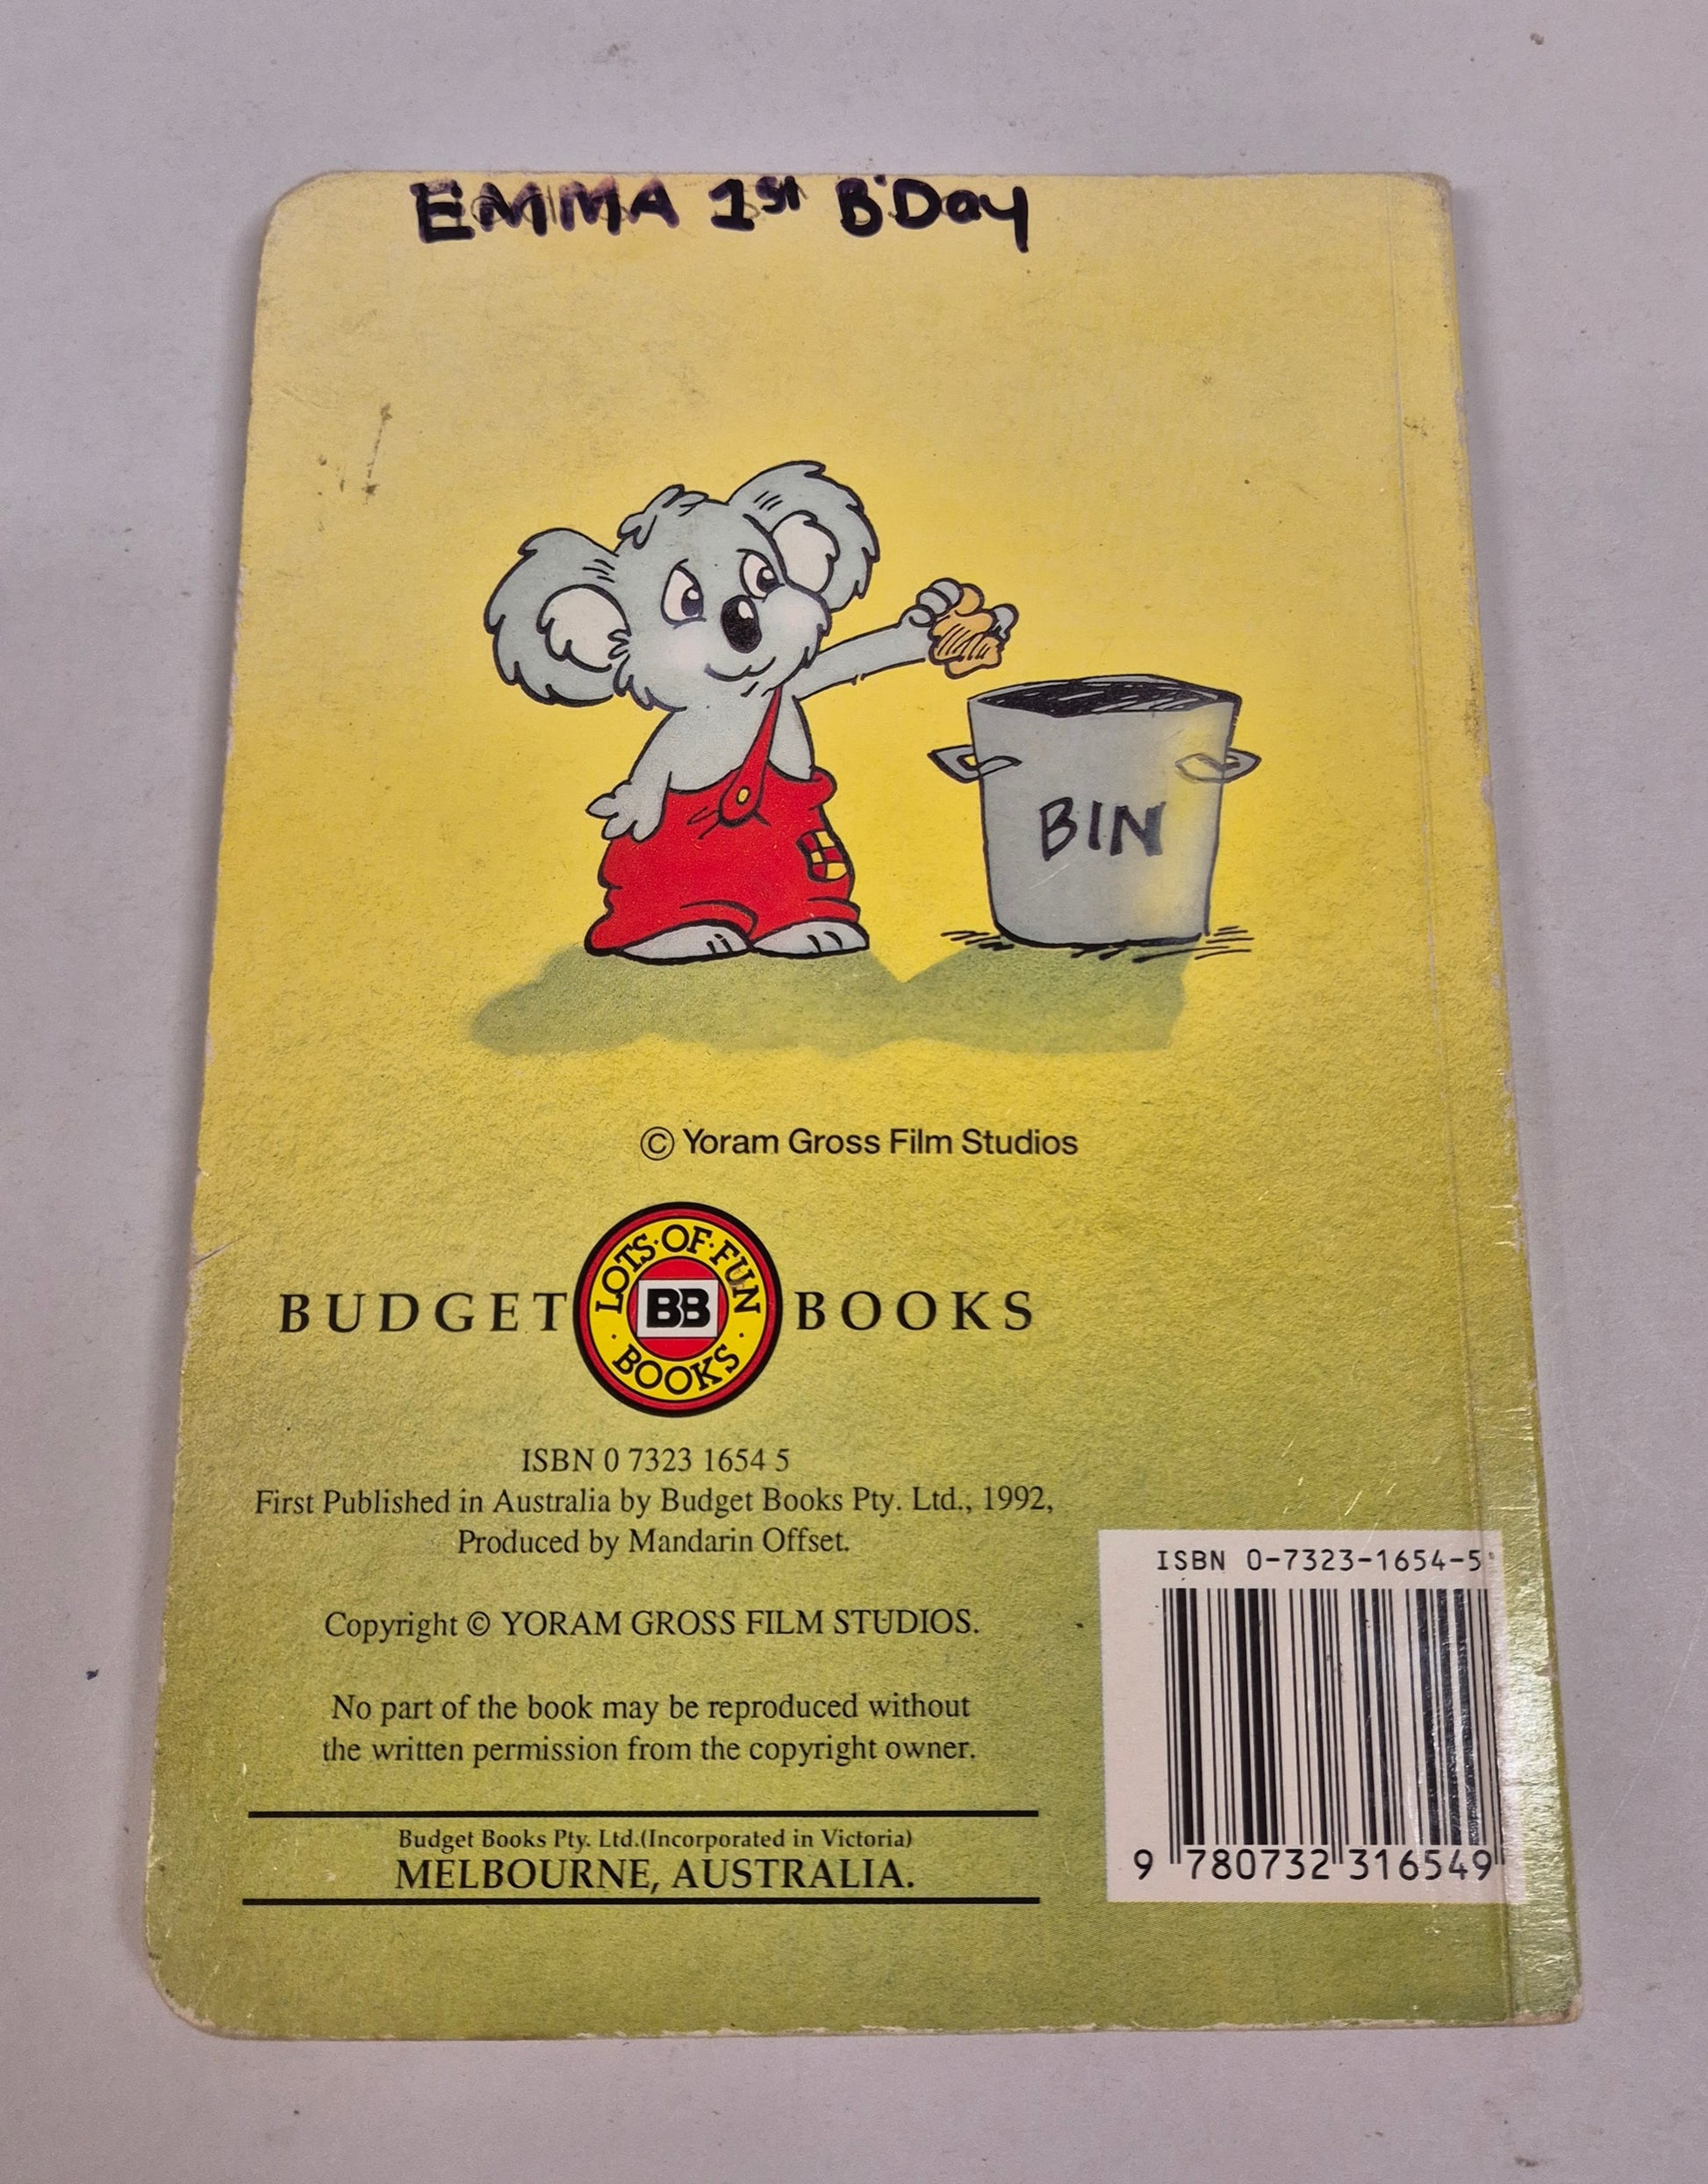 EMMA 1st B'Day
BIN
© Yoram Gross Film Studios
BUDGET BOOKS
LOTS·OF·FUN
BB
·BOOKS·
ISBN 0 7323 1654 5
First Published in Australia by Budget Books Pty. Ltd., 1992,
Produced by Mandarin Offset.
Copyright © YORAM GROSS FILM STUDIOS.
No part of the book may be reproduced without
the written permission from the copyright owner.
Budget Books Pty. Ltd.(Incorporated in Victoria)
MELBOURNE, AUSTRALIA.
ISBN 0-7323-1654-5
9 780732 316549